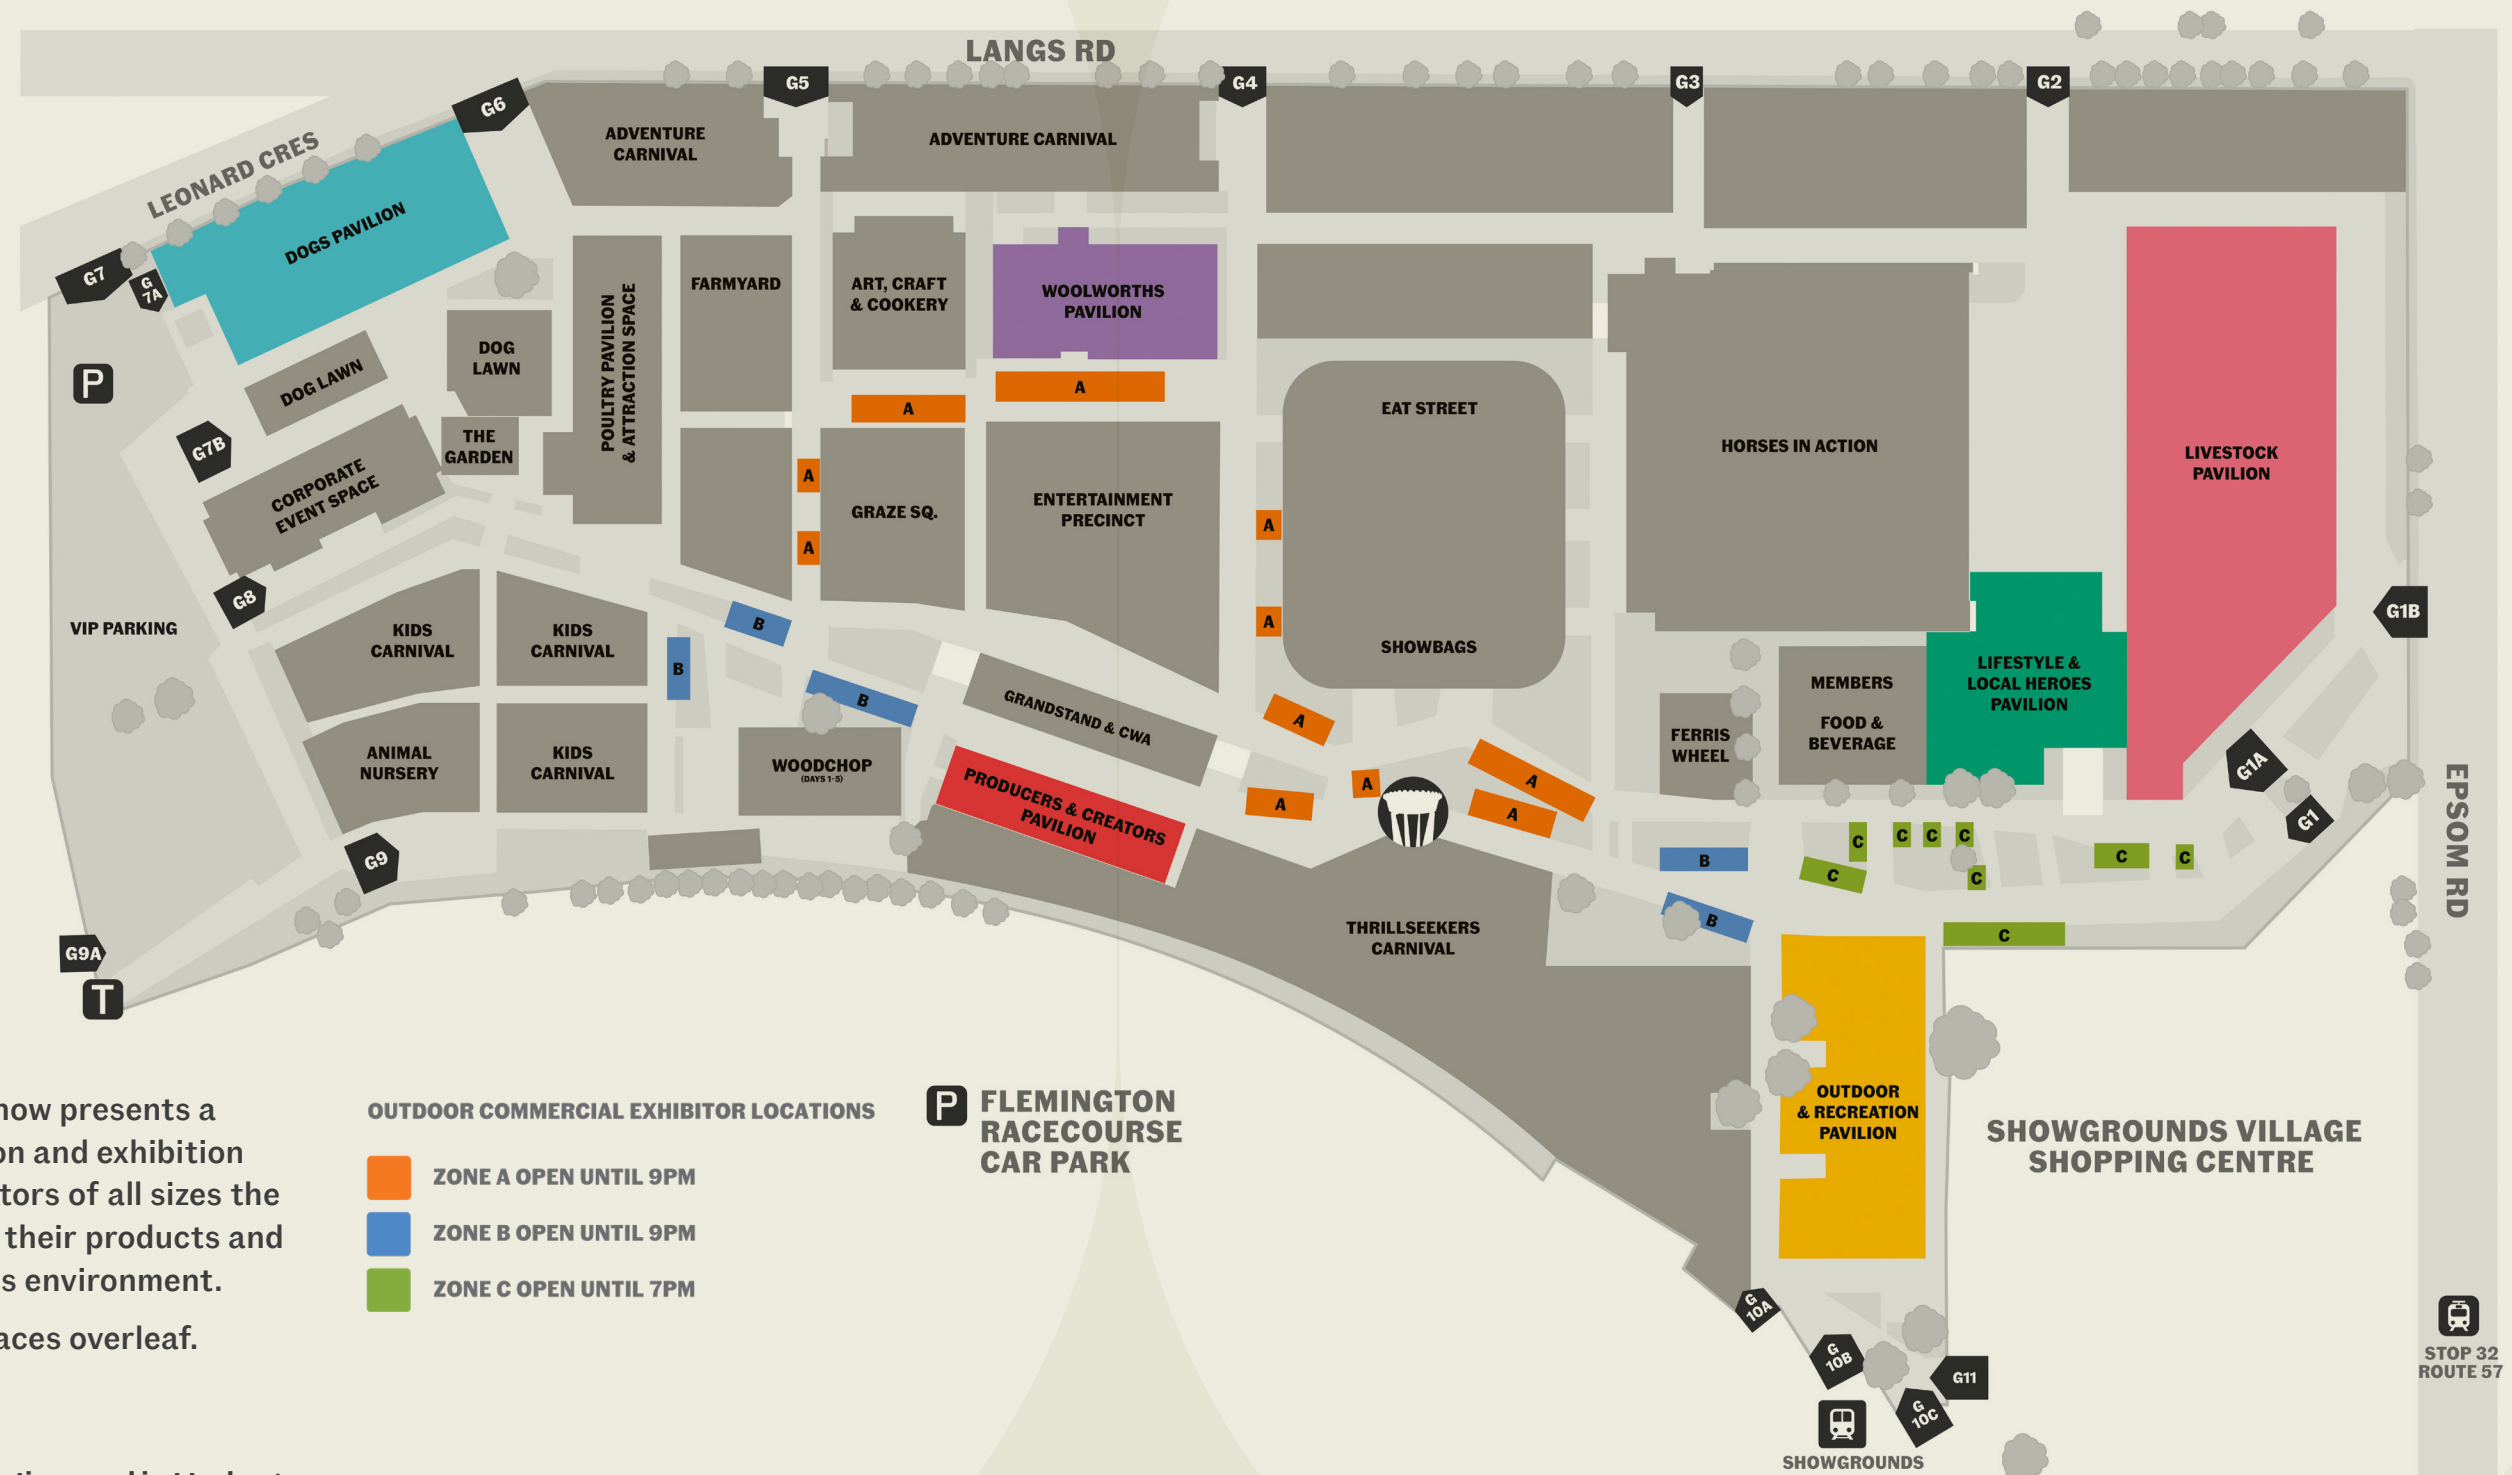 LANGS RD
G5
G4
G3
G2
G6
LEONARD CRES
G7
G
7A
DOGS PAVILION
ADVENTURE
CARNIVAL
ADVENTURE CARNIVAL
FARMYARD
ART, CRAFT
& COOKERY
WOOLWORTHS
PAVILION
POULTRY PAVILION
& ATTRACTION SPACE
DOG
LAWN
DOG LAWN
P
A
A
EAT STREET
HORSES IN ACTION
LIVESTOCK
PAVILION
G7B
THE
GARDEN
CORPORATE
EVENT SPACE
A
A
GRAZE SQ.
ENTERTAINMENT
PRECINCT
A
A
SHOWBAGS
G8
VIP PARKING
KIDS
CARNIVAL
KIDS
CARNIVAL
B
B
B
GRANDSTAND & CWA
A
A
A
A
A
FERRIS
WHEEL
MEMBERS
FOOD &
BEVERAGE
LIFESTYLE &
LOCAL HEROES
PAVILION
G1B
G1A
G1
EPSOM RD
ANIMAL
NURSERY
KIDS
CARNIVAL
WOODCHOP
(DAYS 1-5)
PRODUCERS & CREATORS
PAVILION
G9
B
B
C
C
C
C
C
C
C
C
C
G9A
T
THRILLSEEKERS
CARNIVAL
OUTDOOR
& RECREATION
PAVILION
FLEMINGTON
RACECOURSE
CAR PARK
P
SHOWGROUNDS VILLAGE
SHOPPING CENTRE
presents a
on and exhibition
of all sizes the
their products and
environment.
overleaf.
OUTDOOR COMMERCIAL EXHIBITOR LOCATIONS
ZONE A OPEN UNTIL 9PM
ZONE B OPEN UNTIL 9PM
ZONE C OPEN UNTIL 7PM
G
10A
G
10B
G11
G
10C
SHOWGROUNDS
STOP 32
ROUTE 57